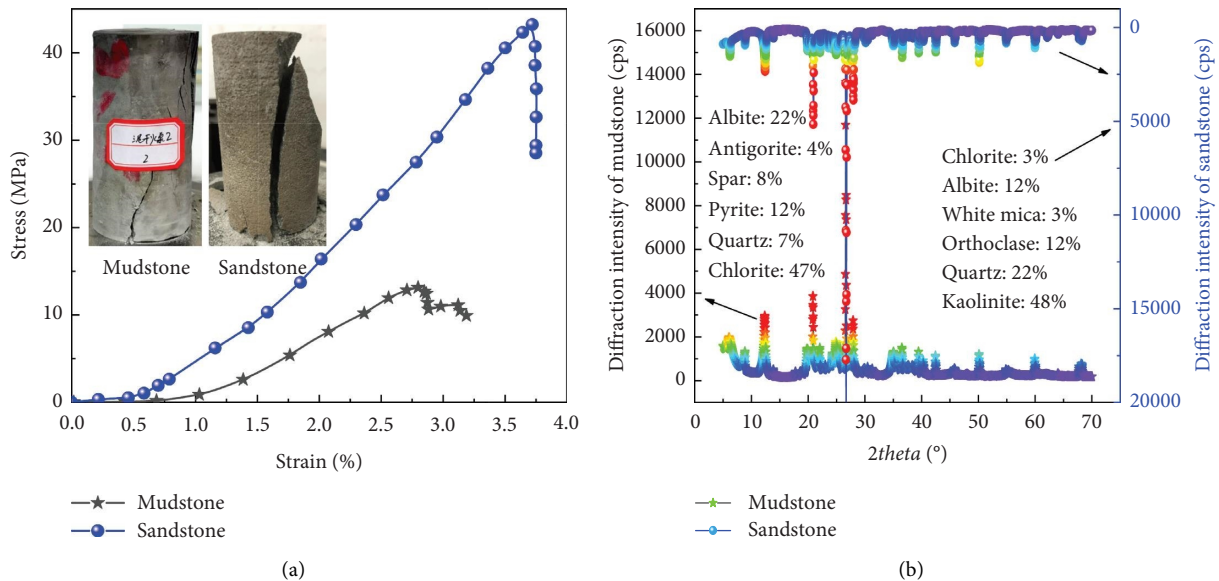 45
40
30
20
10
0
0.0
0.5
1.0
1.5
2.0
2.5
3.0
3.5
4.0
Stress (MPa)
Strain (%)
2
2
Mudstone
Sandstone
Mudstone
Sandstone
(a)
16000
14000
12000
10000
8000
6000
4000
2000
0
Diffraction intensity of mudstone (cps)
Albite: 22%
Antigorite: 4%
Spar: 8%
Pyrite: 12%
Quartz: 7%
Chlorite: 47%
Chlorite: 3%
Albite: 12%
White mica: 3%
Orthoclase: 12%
Quartz: 22%
Kaolinite: 48%
0
5000
10000
15000
20000
Diffraction intensity of sandstone (cps)
0
10
20
30
40
50
60
70
2theta (°)
Mudstone
Sandstone
(b)